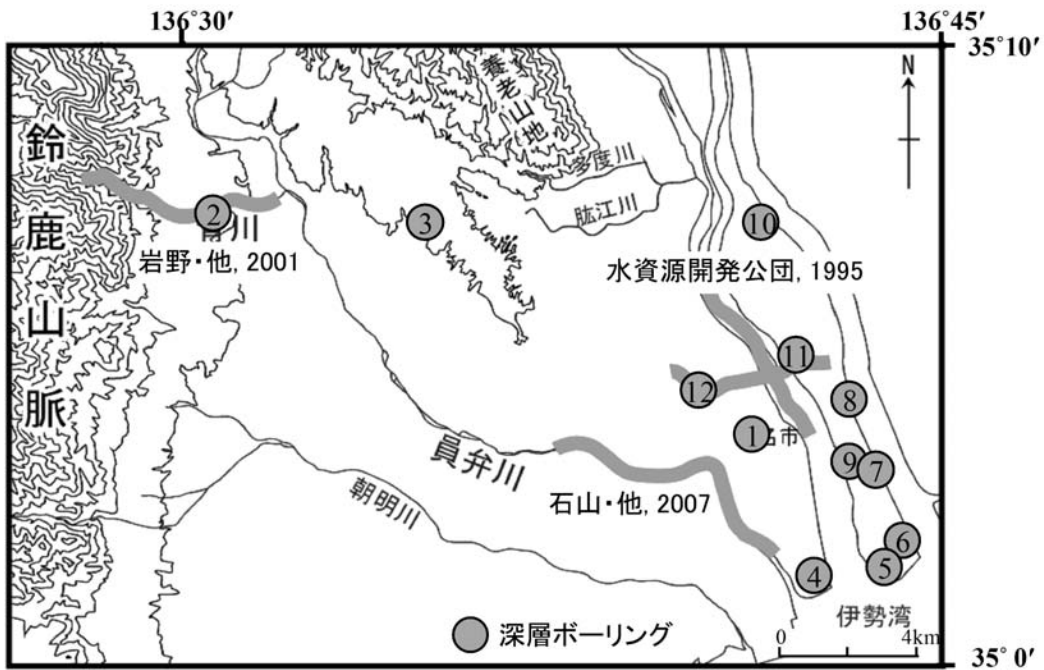 136°30′
136°45′
35°10′
N
養老山地
多度川
肱江川
鈴鹿山脈
2
3
10
青川
岩野・他, 2001
水資源開発公団, 1995
11
12
8
1
名市
員弁川
9
7
石山・他, 2007
朝明川
6
5
4
伊勢湾
深層ボーリング
0
4km
35°0′